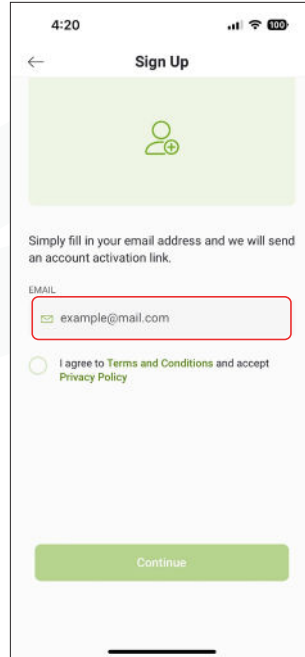 4:20
100
Sign Up
Simply fill in your email address and we will send
an account activation link.
EMAIL
example@mail.com
I agree to Terms and Conditions and accept
Privacy Policy
Continue